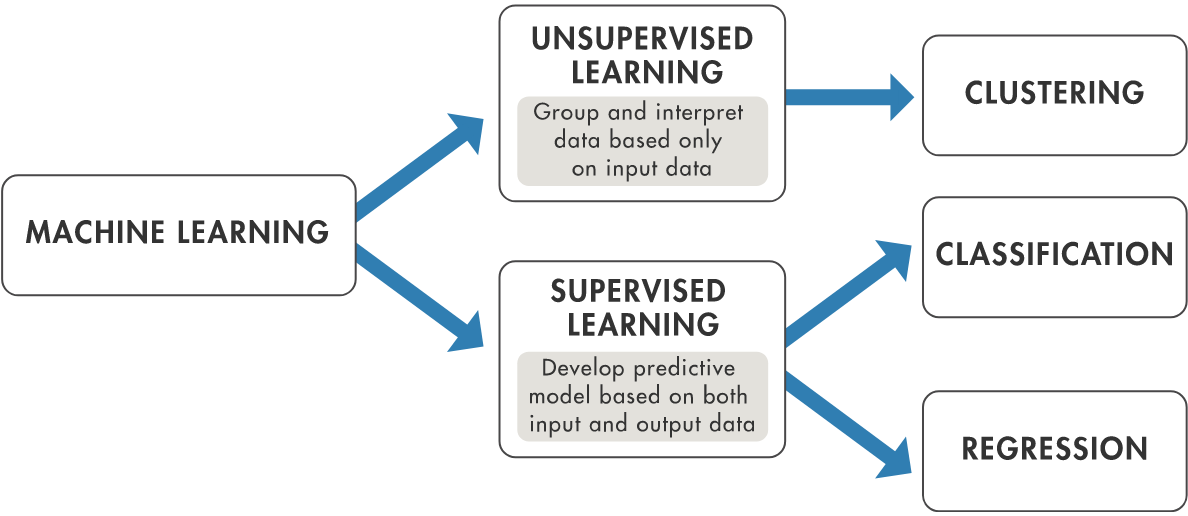 MACHINE LEARNING
UNSUPERVISED
LEARNING
Group and interpret
data based only
on input data
CLUSTERING
SUPERVISED
LEARNING
Develop predictive
model based on both
input and output data
CLASSIFICATION
REGRESSION